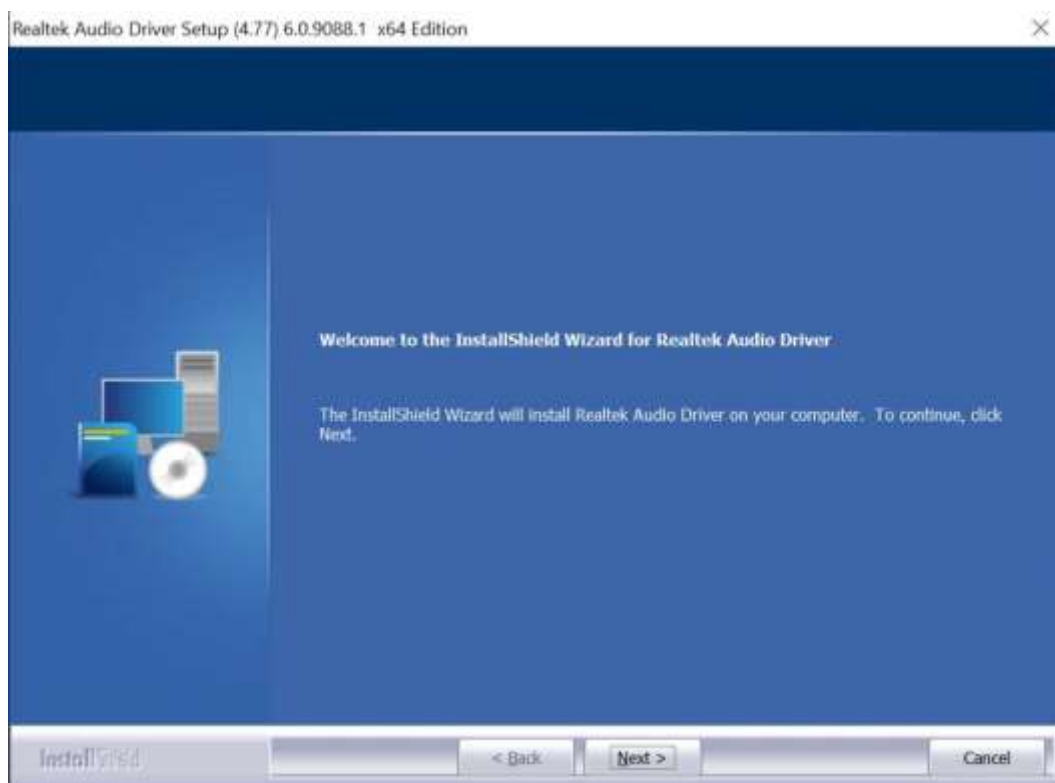 Realtek Audio Driver Setup (4.77) 6.0.9088.1 x64 Edition
Welcome to the InstallShield Wizard for Realtek Audio Driver
The InstallShield Wizard will install Realtek Audio Driver on your computer. To continue, click
Next.
InstallShield
< Back
Next >
Cancel